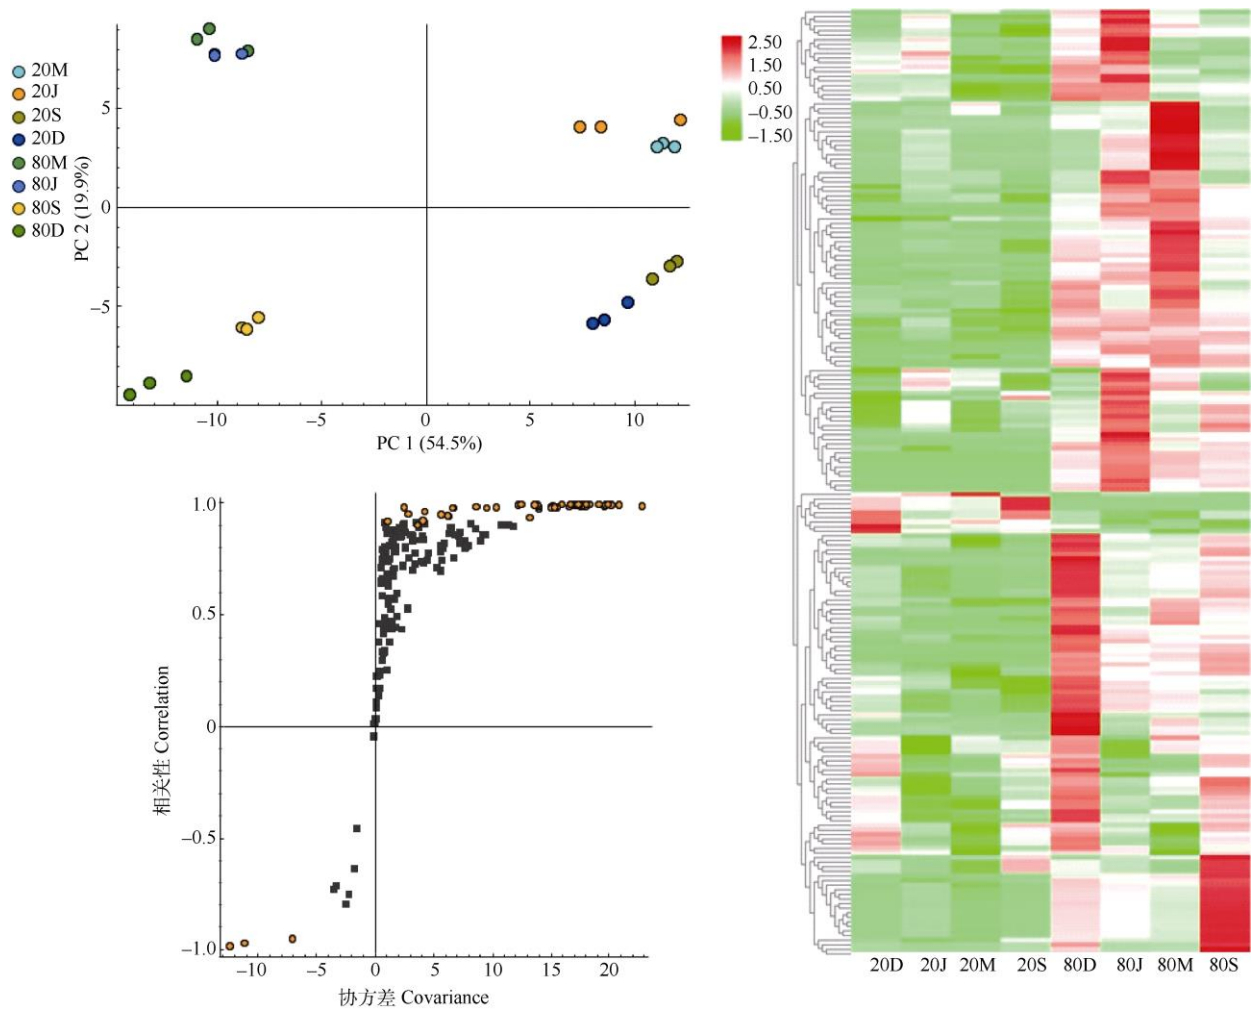 20M
20J
20S
20D
80M
80J
80S
80D
PC 2 (19.9%)
5
0
−5
−10
−5
0
5
10
PC 1 (54.5%)
相关性 Correlation
1.0
0.5
0
−0.5
−1.0
−10
−5
0
5
10
15
20
协方差 Covariance
2.50
1.50
0.50
−0.50
−1.50
20D 20J 20M 20S 80D 80J 80M 80S